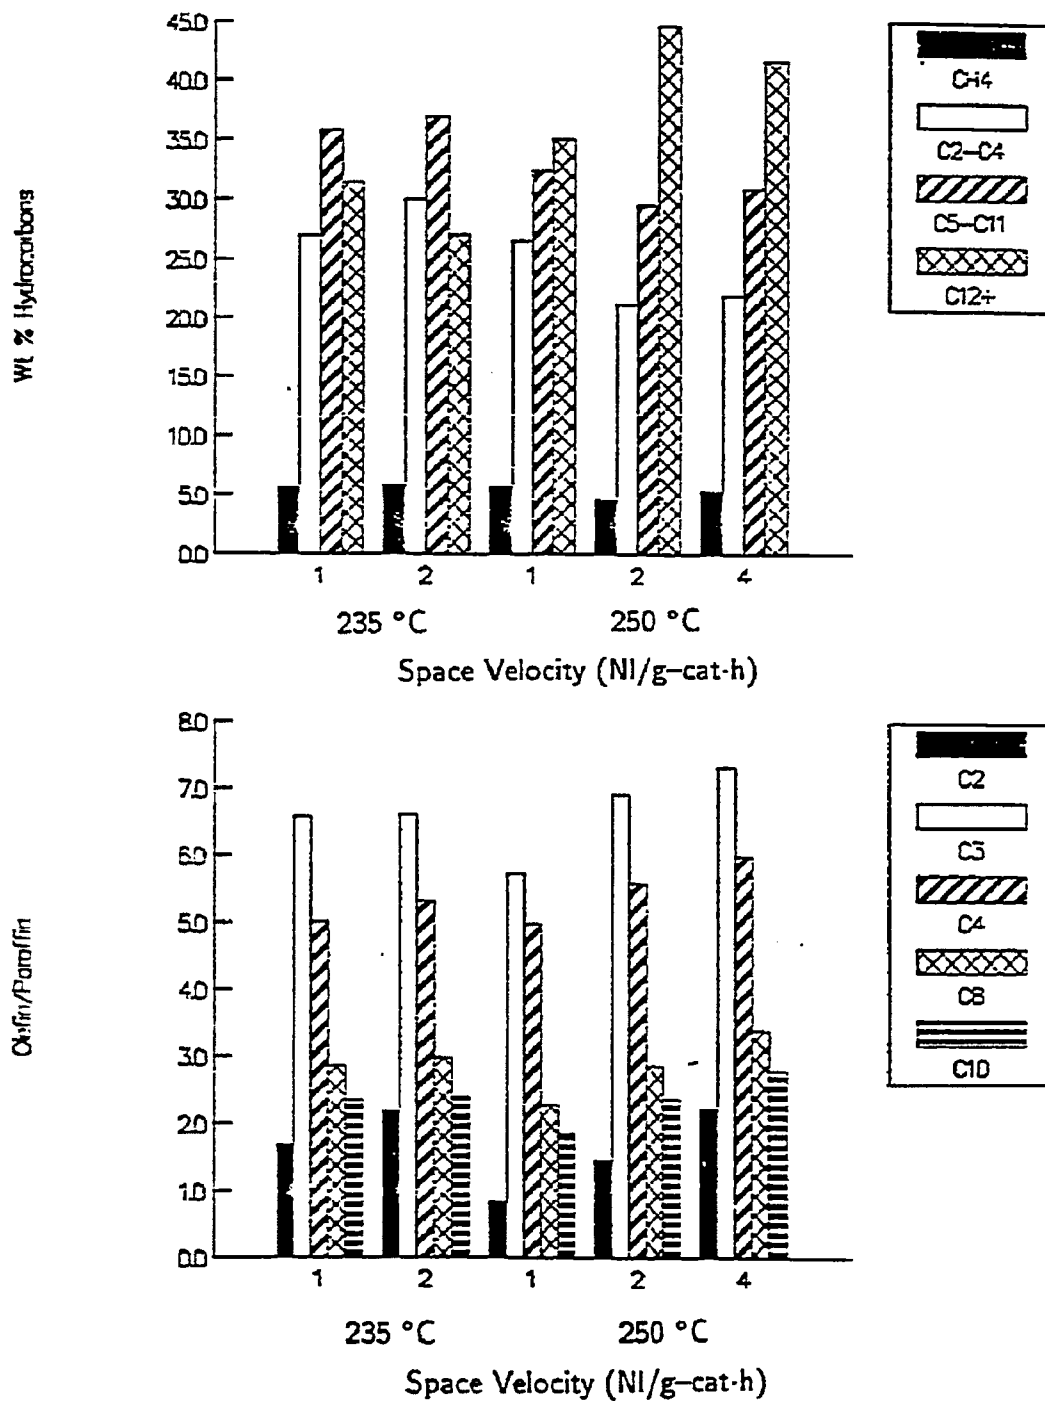 45.0
40.0
35.0
30.0
25.0
20.0
15.0
10.0
5.0
0.0
Wt. % Hydrocarbons
1 2 1 2 4
235 °C 250 °C
Space Velocity (Nl/g–cat·h)
CH4
C2–C4
C5–C11
C12+
8.0
7.0
6.0
5.0
4.0
3.0
2.0
1.0
0.0
Olefin/Paraffin
1 2 1 2 4
235 °C 250 °C
Space Velocity (Nl/g–cat·h)
C2
C3
C4
C8
C10